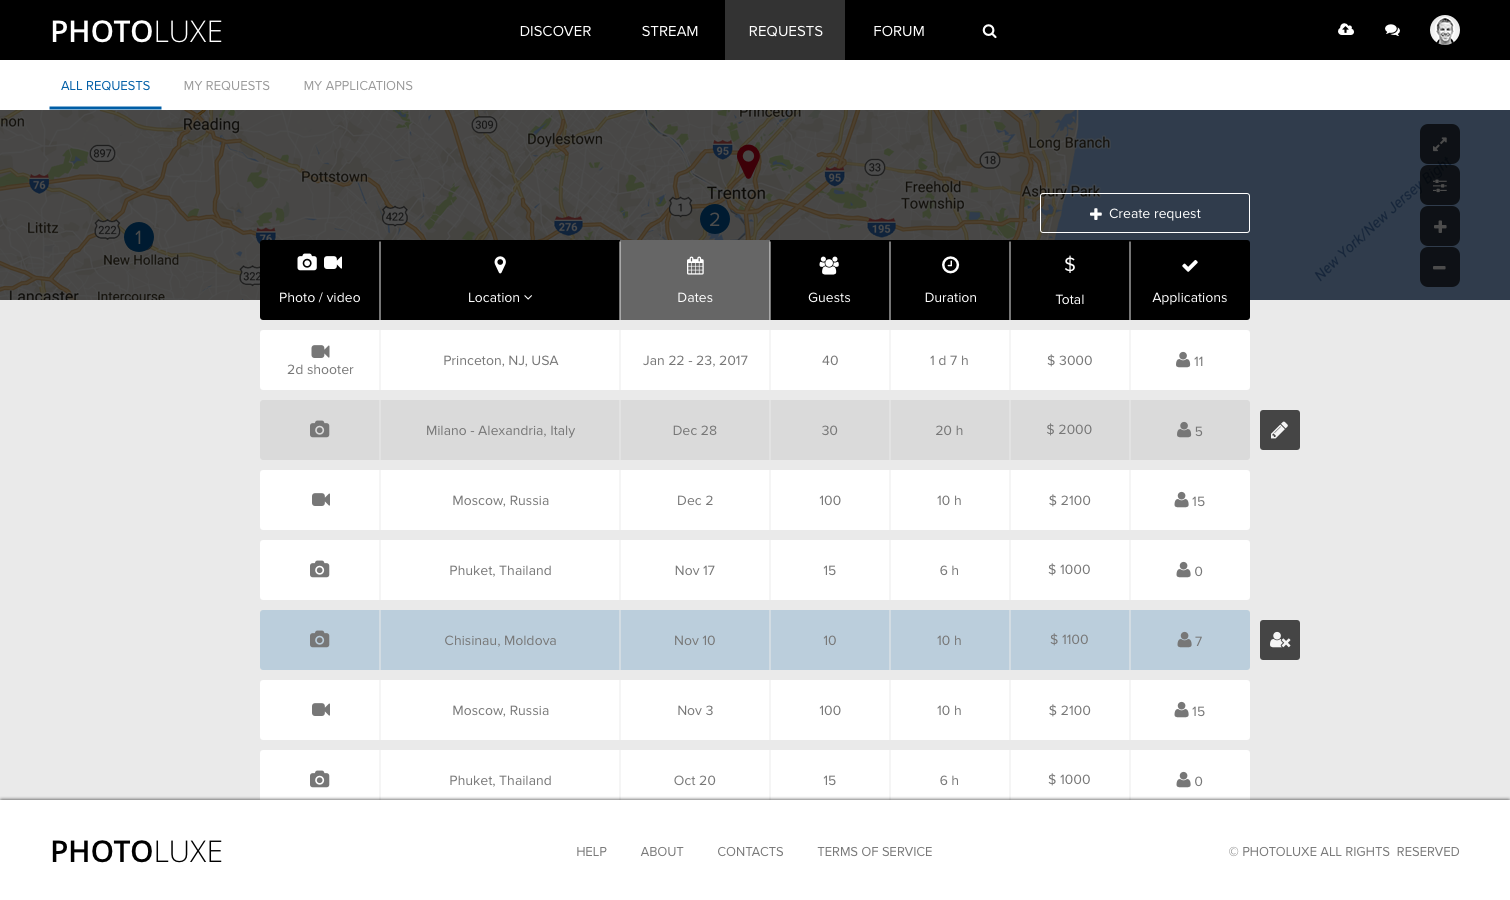 PHOTOLUXE
DISCOVER
STREAM
REQUESTS
FORUM
ALL REQUESTS
MY REQUESTS
MY APPLICATIONS
non
Reading
309
Doylestown
Princeton
Long Branch
897
95
33
18
76
Pottstown
95
Trenton
Freehold
Township
Asbury Park
422
1
2
276
195
Lititz
222
1
76
New Holland
322
Lancaster
Intercourse
New York/New Jersey
Create request
Photo / video
Location
Dates
Guests
Duration
$
Total
Applications
2d shooter
Princeton, NJ, USA
Jan 22 - 23, 2017
40
1 d 7 h
$ 3000
11
Milano - Alexandria, Italy
Dec 28
30
20 h
$ 2000
5
Moscow, Russia
Dec 2
100
10 h
$ 2100
15
Phuket, Thailand
Nov 17
15
6 h
$ 1000
0
Chisinau, Moldova
Nov 10
10
10 h
$ 1100
7
Moscow, Russia
Nov 3
100
10 h
$ 2100
15
Phuket, Thailand
Oct 20
15
6 h
$ 1000
0
PHOTOLUXE
HELP
ABOUT
CONTACTS
TERMS OF SERVICE
© PHOTOLUXE ALL RIGHTS RESERVED